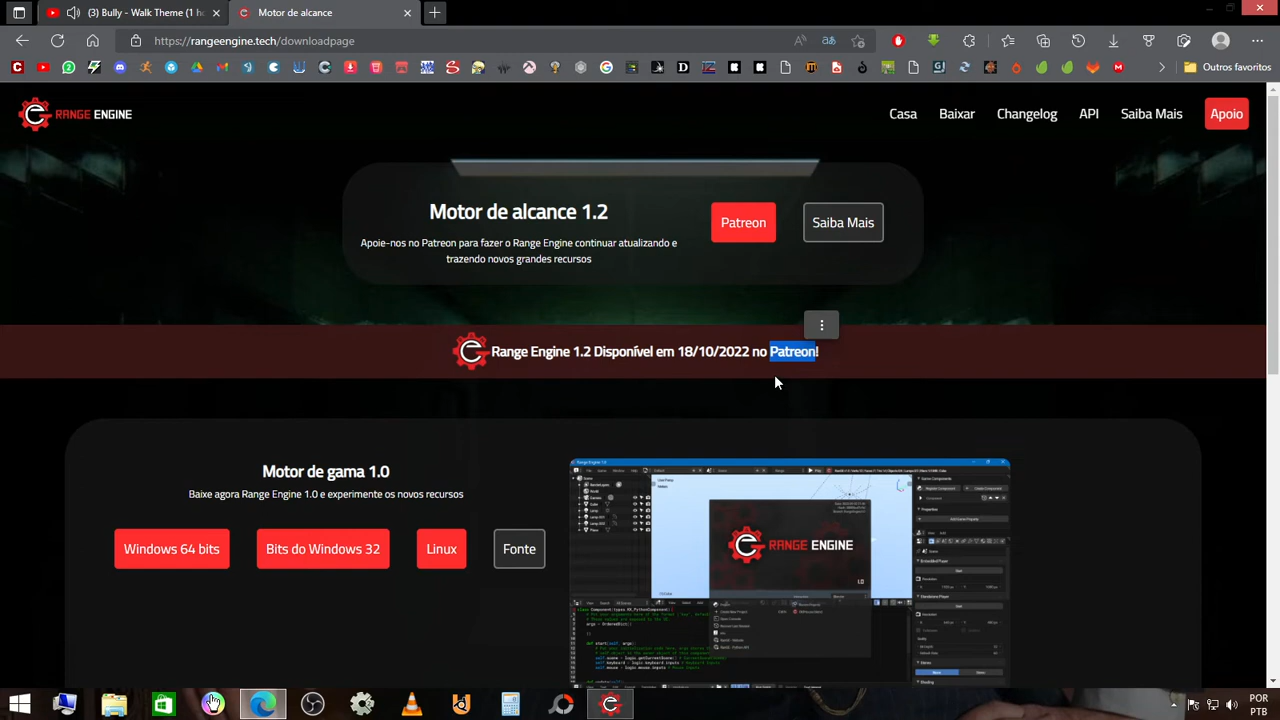 (3) Bully - Walk Theme (1 h
Motor de alcance
https://rangeengine.tech/downloadpage
Outros favoritos
RANGE ENGINE
Casa
Baixar
Changelog
API
Saiba Mais
Apoio
Motor de alcance 1.2
Apoie-nos no Patreon para fazer o Range Engine continuar atualizando e
trazendo novos grandes recursos
Patreon
Saiba Mais
Range Engine 1.2 Disponível em 18/10/2022 no Patreon!
Motor de gama 1.0
1.0 e experimente os novos recursos
Windows 64 bits
Bits do Windows 32
Linux
Fonte
RANGE ENGINE
1.0
POR
PTB